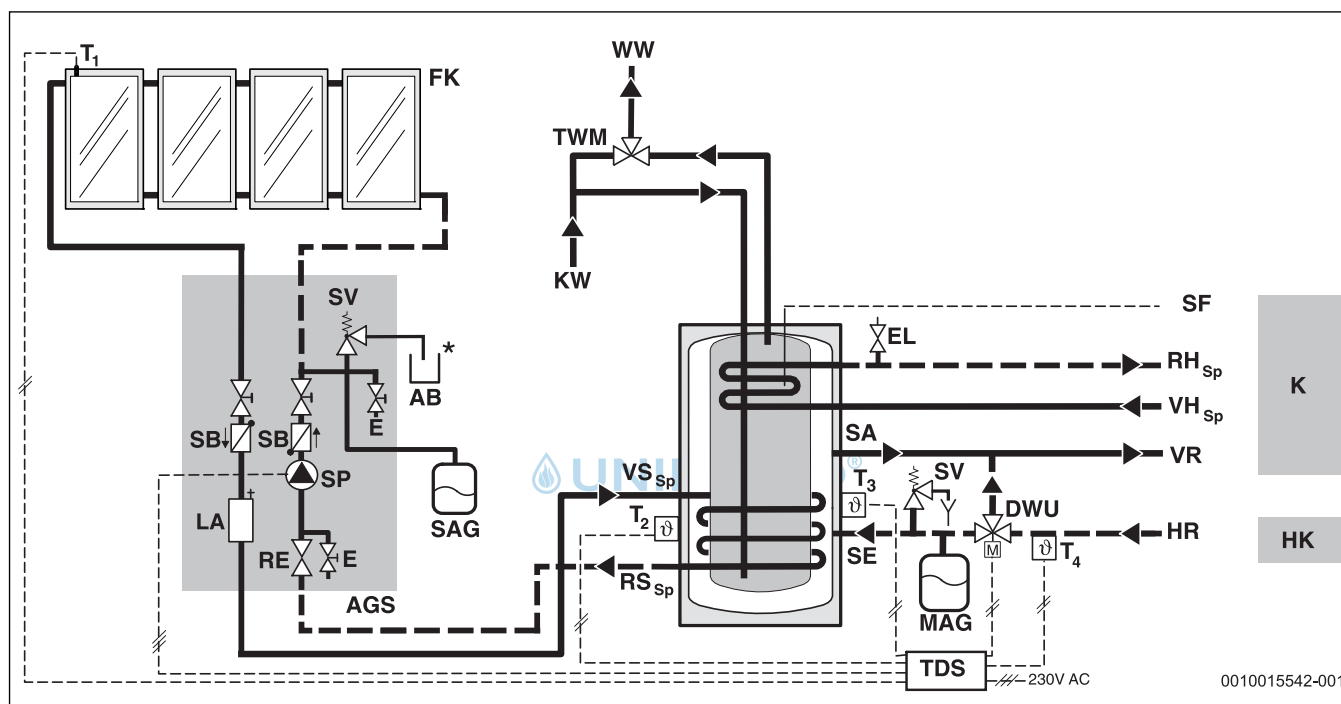 T1
FK
WW
TWM
KW
SV
AB
*
E
SB
SB
SP
SAG
LA
RE
E
AGS
SF
EL
RHSp
K
VHSp
SA
VR
UNI
®
VSSp
T3
SV
DWU
T2
ϑ
ϑ
HR
HK
SE
M
ϑ
T4
RSSp
MAG
TDS
230V AC
0010015542-001